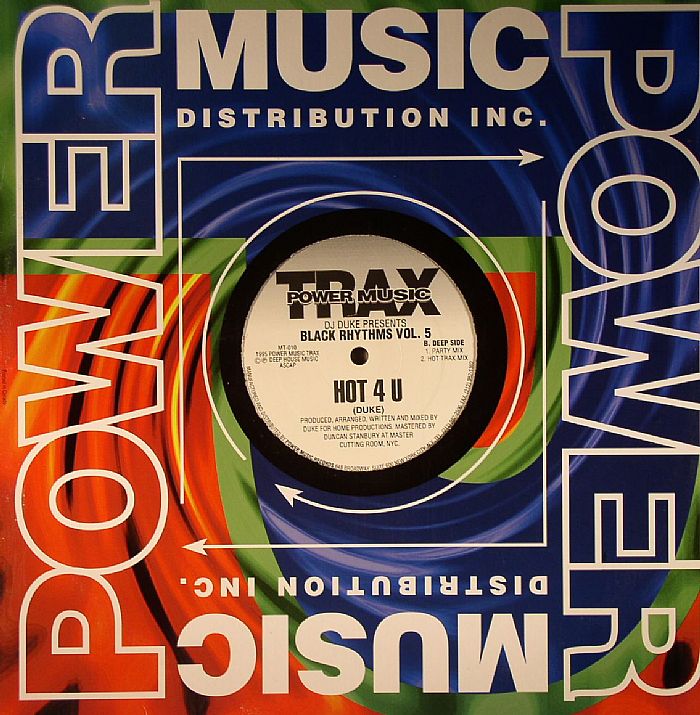 MUSIC
DISTRIBUTION INC.
POWER
POWER
TRAX
POWER MUSIC
DJ DUKE PRESENTS
BLACK RHYTHMS VOL. 5
MT-010
1995 POWER MUSIC TRAX
©℗ DEEP HOUSE MUSIC
ASCAP
B. DEEP SIDE
1. PARTY MIX
2. HOT TRAX MIX
HOT 4 U
(DUKE)
PRODUCED, ARRANGED, WRITTEN AND MIXED BY
DUKE FOR HOME PRODUCTIONS. MASTERED BY
DUNCAN STANBURY AT MASTER
CUTTING ROOM, NYC.
DISTRIBUTION INC.
MUSIC